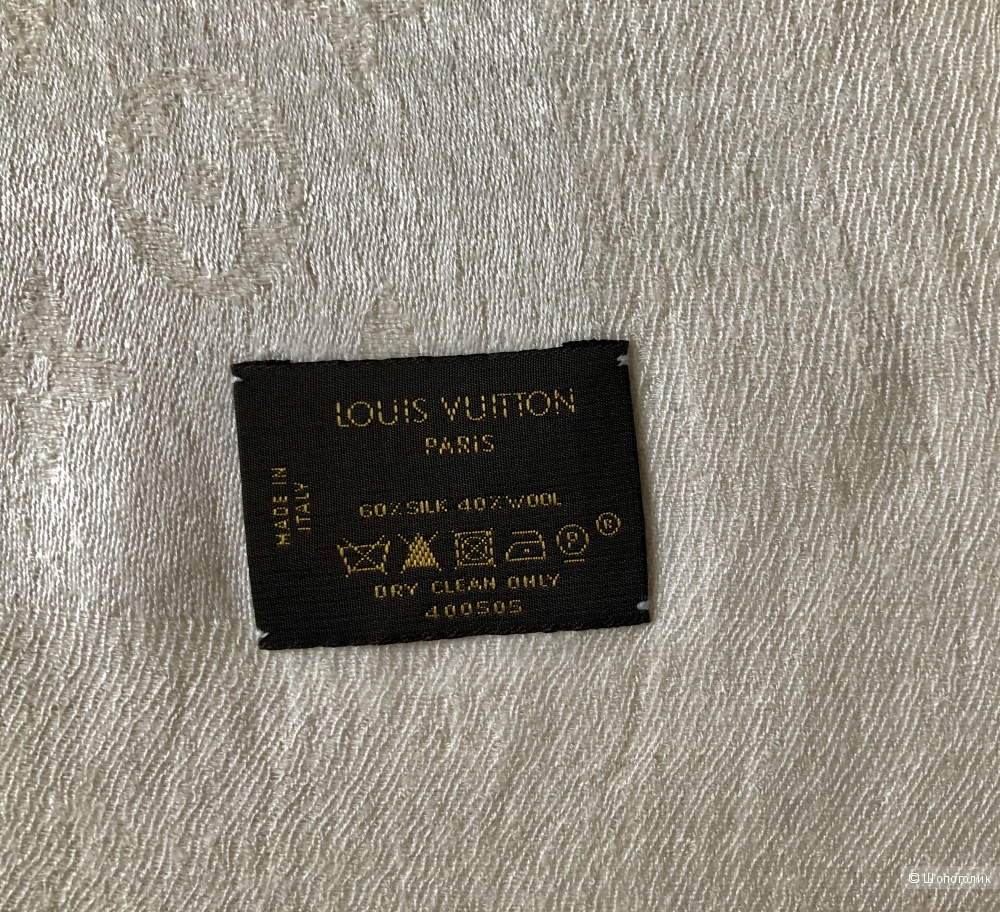 LOUIS VUITTON
PARIS
MADE IN
ITALY
60% SILK 40% WOOL
P ®
DRY CLEAN ONLY
400505
© Шопоголик